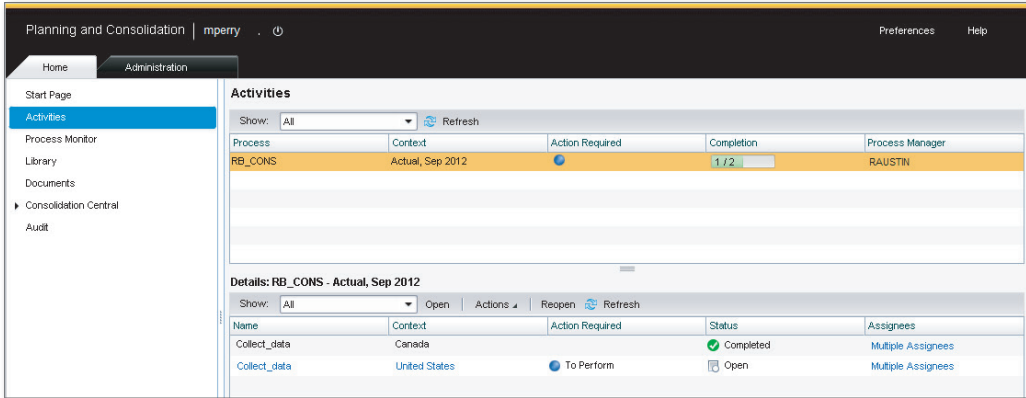 Planning and Consolidation | mperry .
Preferences Help
Home Administration
Start Page
Activities
Process Monitor
Library
Documents
Consolidation Central
Audit
Activities
Show: All Refresh
Process Context Action Required Completion Process Manager
RB_CONS Actual, Sep 2012 1 / 2 RAUSTIN
Details: RB_CONS - Actual, Sep 2012
Show: All Open | Actions | Reopen Refresh
Name Context Action Required Status Assignees
Collect_data Canada Completed Multiple Assignees
Collect_data United States To Perform Open Multiple Assignees